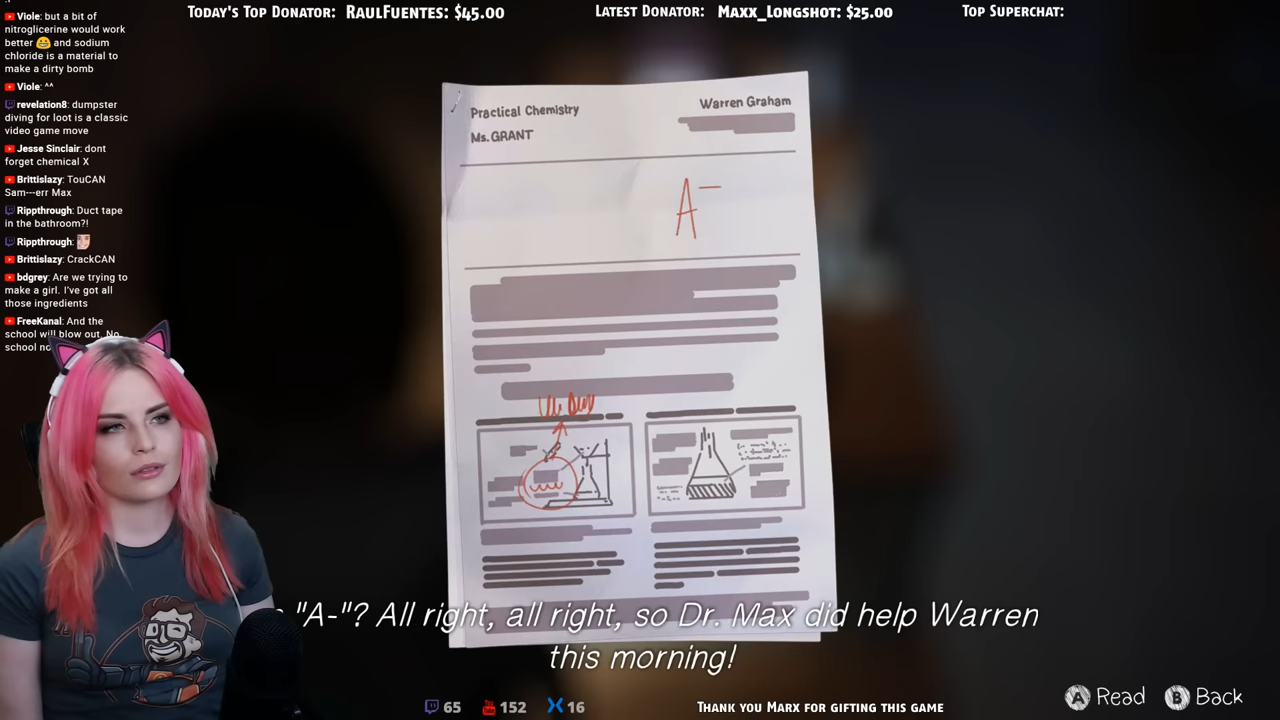 TODAY'S TOP DONATOR: RAULFUENTES: $45.00
LATEST DONATOR: MAXX_LONGSHOT: $25.00
TOP SUPERCHAT:
Viole: but a bit of
nitroglicerine would work
better 😄 and sodium
chloride is a material to
make a dirty bomb
Viole: ^^
revelation8: dumpster
diving for loot is a classic
video game move
Jesse Sinclair: dont
forget chemical X
Brittislazy: TouCAN
Sam---err Max
Rippthrough: Duct tape
in the bathroom?!
Rippthrough:
Brittislazy: CrackCAN
bdgrey: Are we trying to
make a girl. I've got all
those ingredients
FreeKanal: And the
school will blow out. No
school no
Practical Chemistry
Ms. GRANT
Warren Graham
A-
"A-"? All right, all right, so Dr. Max did help Warren
this morning!
65
152
16
THANK YOU MARX FOR GIFTING THIS GAME
A Read
B Back